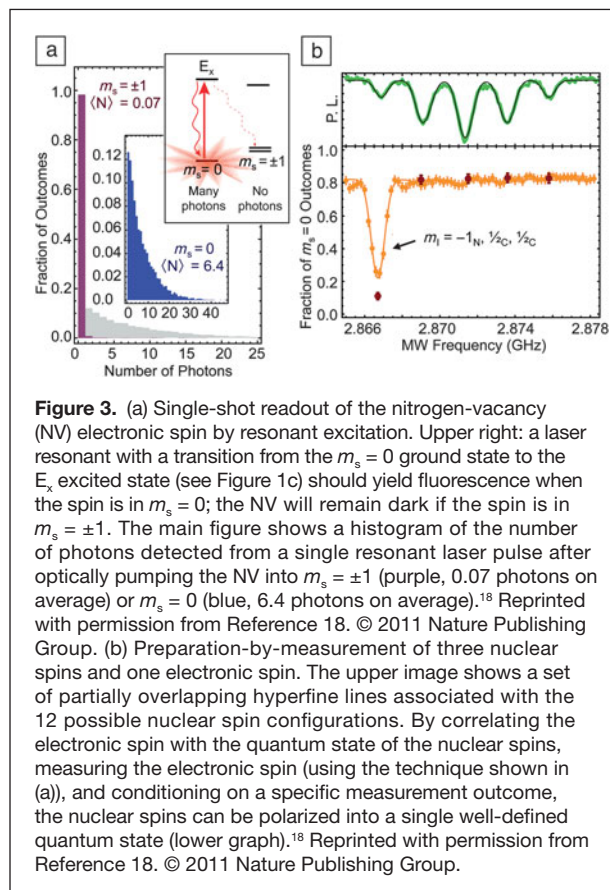 a
m_s = ±1
⟨N⟩ = 0.07
1.0
0.8
0.6
0.4
0.2
0.0
Fraction of Outcomes
0.12
0.10
0.08
0.06
0.04
0.02
0.00
0 10 20 30 40
m_s = 0
⟨N⟩ = 6.4
E_x
m_s = 0
m_s = ±1
Many photons
No photons
0 5 10 15 20 25
Number of Photons
b
P. L.
Fraction of m_s = 0 Outcomes
1.0
0.8
0.6
0.4
0.2
0.0
m_I = −1_N, ½_C, ½_C
2.866 2.870 2.874 2.878
MW Frequency (GHz)
Figure 3. (a) Single-shot readout of the nitrogen-vacancy
(NV) electronic spin by resonant excitation. Upper right: a laser
resonant with a transition from the m_s = 0 ground state to the
E_x excited state (see Figure 1c) should yield fluorescence when
the spin is in m_s = 0; the NV will remain dark if the spin is in
m_s = ±1. The main figure shows a histogram of the number
of photons detected from a single resonant laser pulse after
optically pumping the NV into m_s = ±1 (purple, 0.07 photons on
average) or m_s = 0 (blue, 6.4 photons on average).¹⁸ Reprinted
with permission from Reference 18. © 2011 Nature Publishing
Group. (b) Preparation-by-measurement of three nuclear
spins and one electronic spin. The upper image shows a set
of partially overlapping hyperfine lines associated with the
12 possible nuclear spin configurations. By correlating the
electronic spin with the quantum state of the nuclear spins,
measuring the electronic spin (using the technique shown in
(a)), and conditioning on a specific measurement outcome,
the nuclear spins can be polarized into a single well-defined
quantum state (lower graph).¹⁸ Reprinted with permission from
Reference 18. © 2011 Nature Publishing Group.